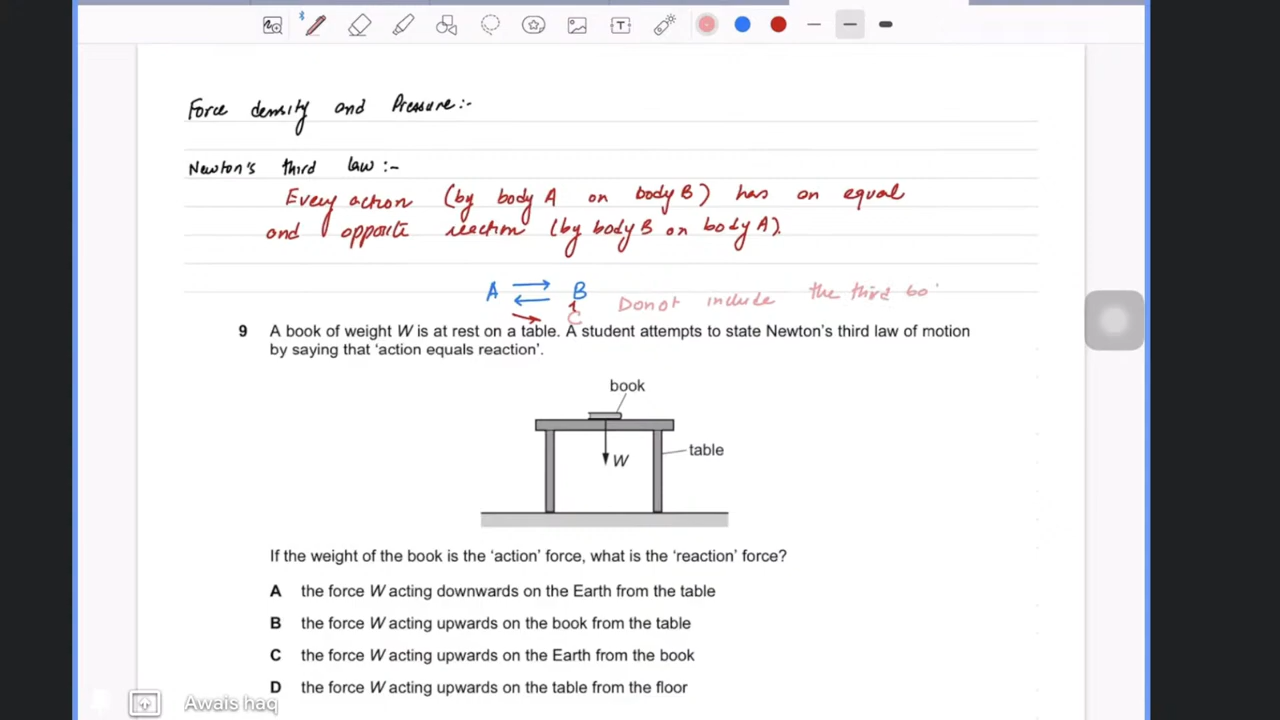 Force density and Pressure:-
Newton's third law :-
Every action (by body A on body B) has an equal
and opposite reaction (by body B on body A).
A B
C Donot include the third bo
9 A book of weight W is at rest on a table. A student attempts to state Newton's third law of motion
by saying that 'action equals reaction'.
book
table
W
If the weight of the book is the 'action' force, what is the 'reaction' force?
A the force W acting downwards on the Earth from the table
B the force W acting upwards on the book from the table
C the force W acting upwards on the Earth from the book
D the force W acting upwards on the table from the floor
Awais haq